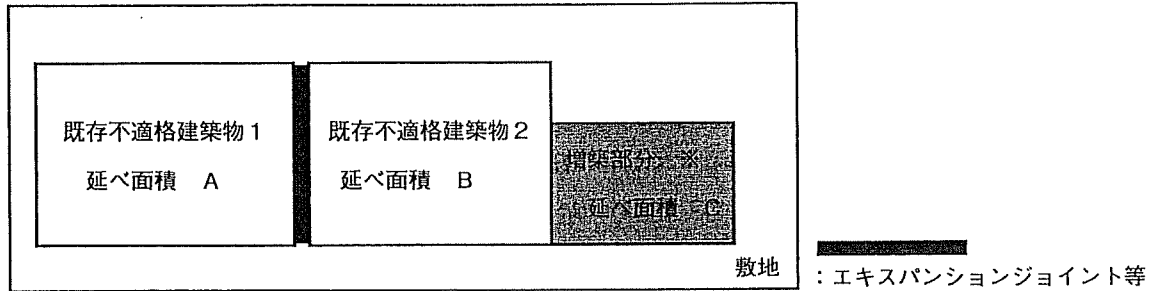 既存不適格建築物1
延べ面積 A
既存不適格建築物2
延べ面積 B
増築部分 ※
延べ面積 C
敷地
:エキスパンションジョイント等